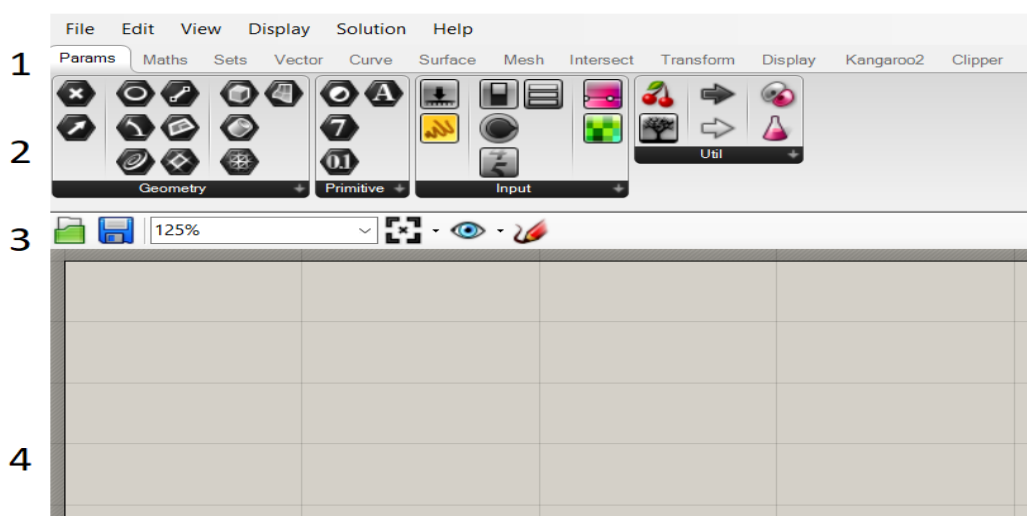 File Edit View Display Solution Help
1 Params Maths Sets Vector Curve Surface Mesh Intersect Transform Display Kangaroo2 Clipper
A
2 7
0.1
Util
Geometry Primitive Input
3 125%
4